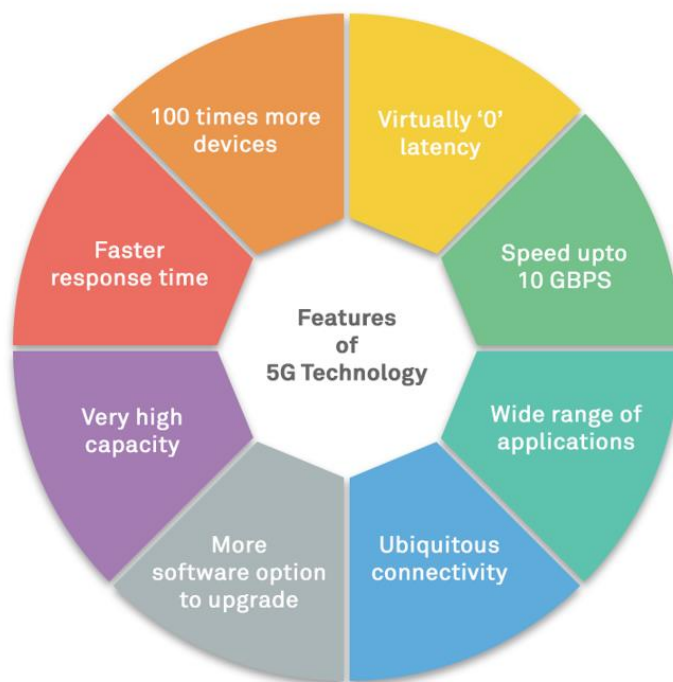 100 times more
devices
Virtually ‘0’
latency
Speed upto
10 GBPS
Wide range of
applications
Ubiquitous
connectivity
More
software option
to upgrade
Very high
capacity
Faster
response time
Features
of
5G Technology